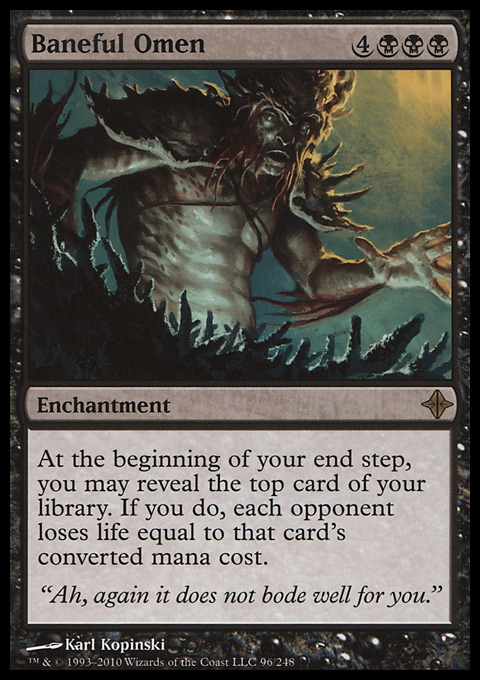 Baneful Omen 4
Enchantment
At the beginning of your end step,
you may reveal the top card of your
library. If you do, each opponent
loses life equal to that card's
converted mana cost.
“Ah, again it does not bode well for you.”
Karl Kopinski
™ & © 1993–2010 Wizards of the Coast LLC 96/248